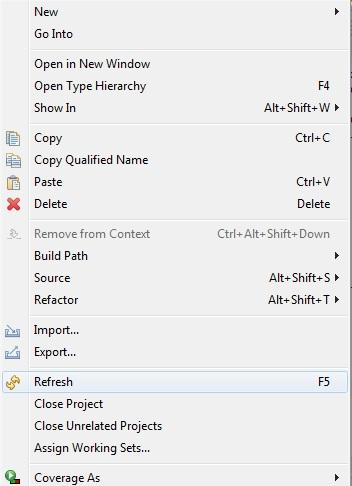 New
Go Into
Open in New Window
Open Type Hierarchy F4
Show In Alt+Shift+W
Copy Ctrl+C
Copy Qualified Name
Paste Ctrl+V
Delete Delete
Remove from Context Ctrl+Alt+Shift+Down
Build Path
Source Alt+Shift+S
Refactor Alt+Shift+T
Import...
Export...
Refresh F5
Close Project
Close Unrelated Projects
Assign Working Sets...
Coverage As